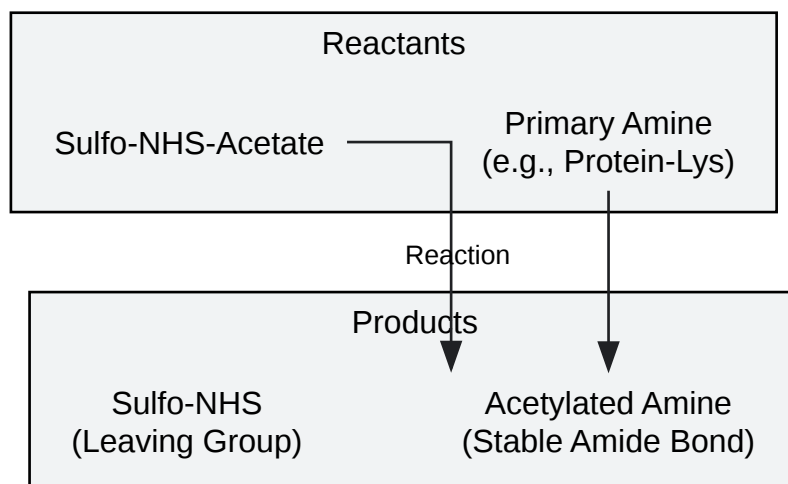 Reactants
Sulfo-NHS-Acetate
Primary Amine
(e.g., Protein-Lys)
Reaction
Products
Sulfo-NHS
(Leaving Group)
Acetylated Amine
(Stable Amide Bond)